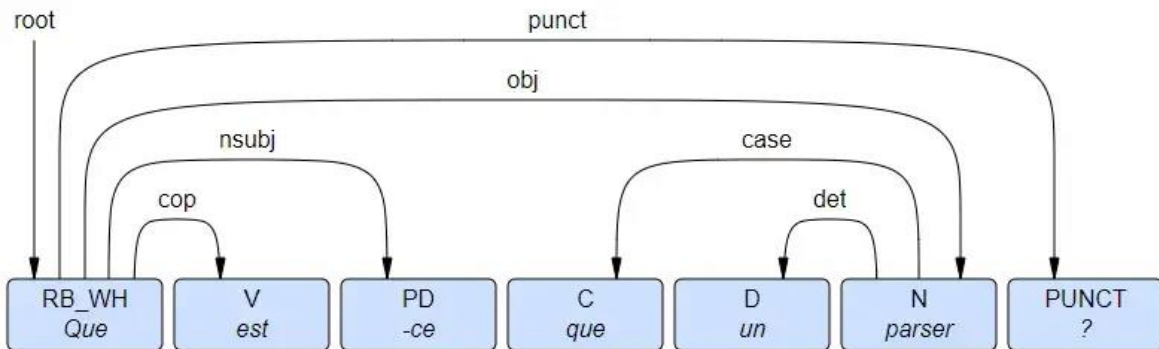 root
punct
obj
nsubj
case
cop
det
RB_WH V PD C D N PUNCT
Que est -ce que un parser ?